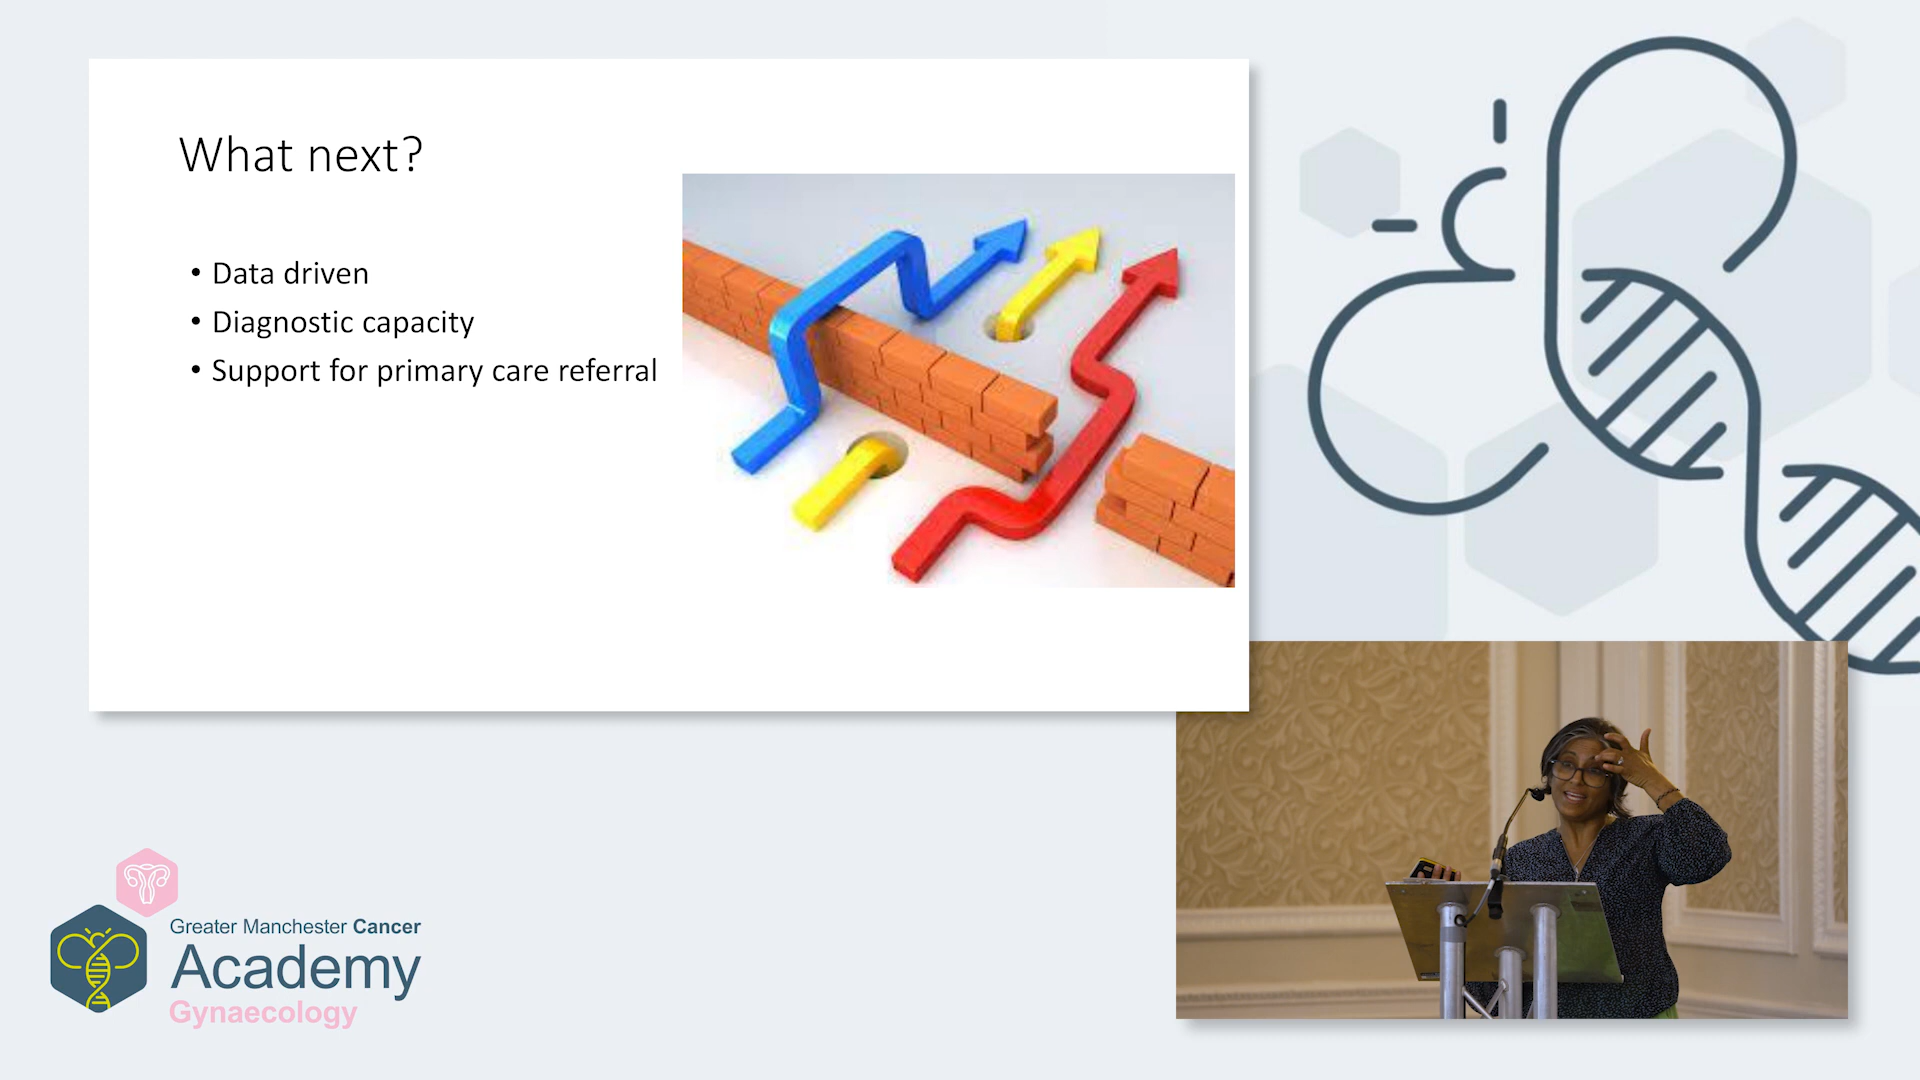 What next?
• Data driven
• Diagnostic capacity
• Support for primary care referral
Greater Manchester Cancer
Academy
Gynaecology